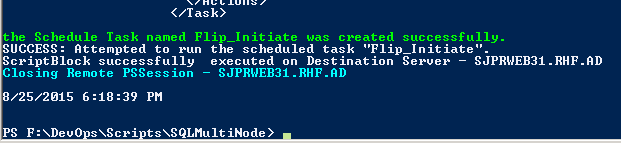 </Actions>
</Task>
the Schedule Task named Flip_Initiate was created successfully.
SUCCESS: Attempted to run the scheduled task "Flip_Initiate".
ScriptBlock successfully  executed on Destination Server - SJPRWEB31.RHF.AD
Closing Remote PSSession - SJPRWEB31.RHF.AD
8/25/2015 6:18:39 PM
PS F:\DevOps\Scripts\SQLMultiNode>